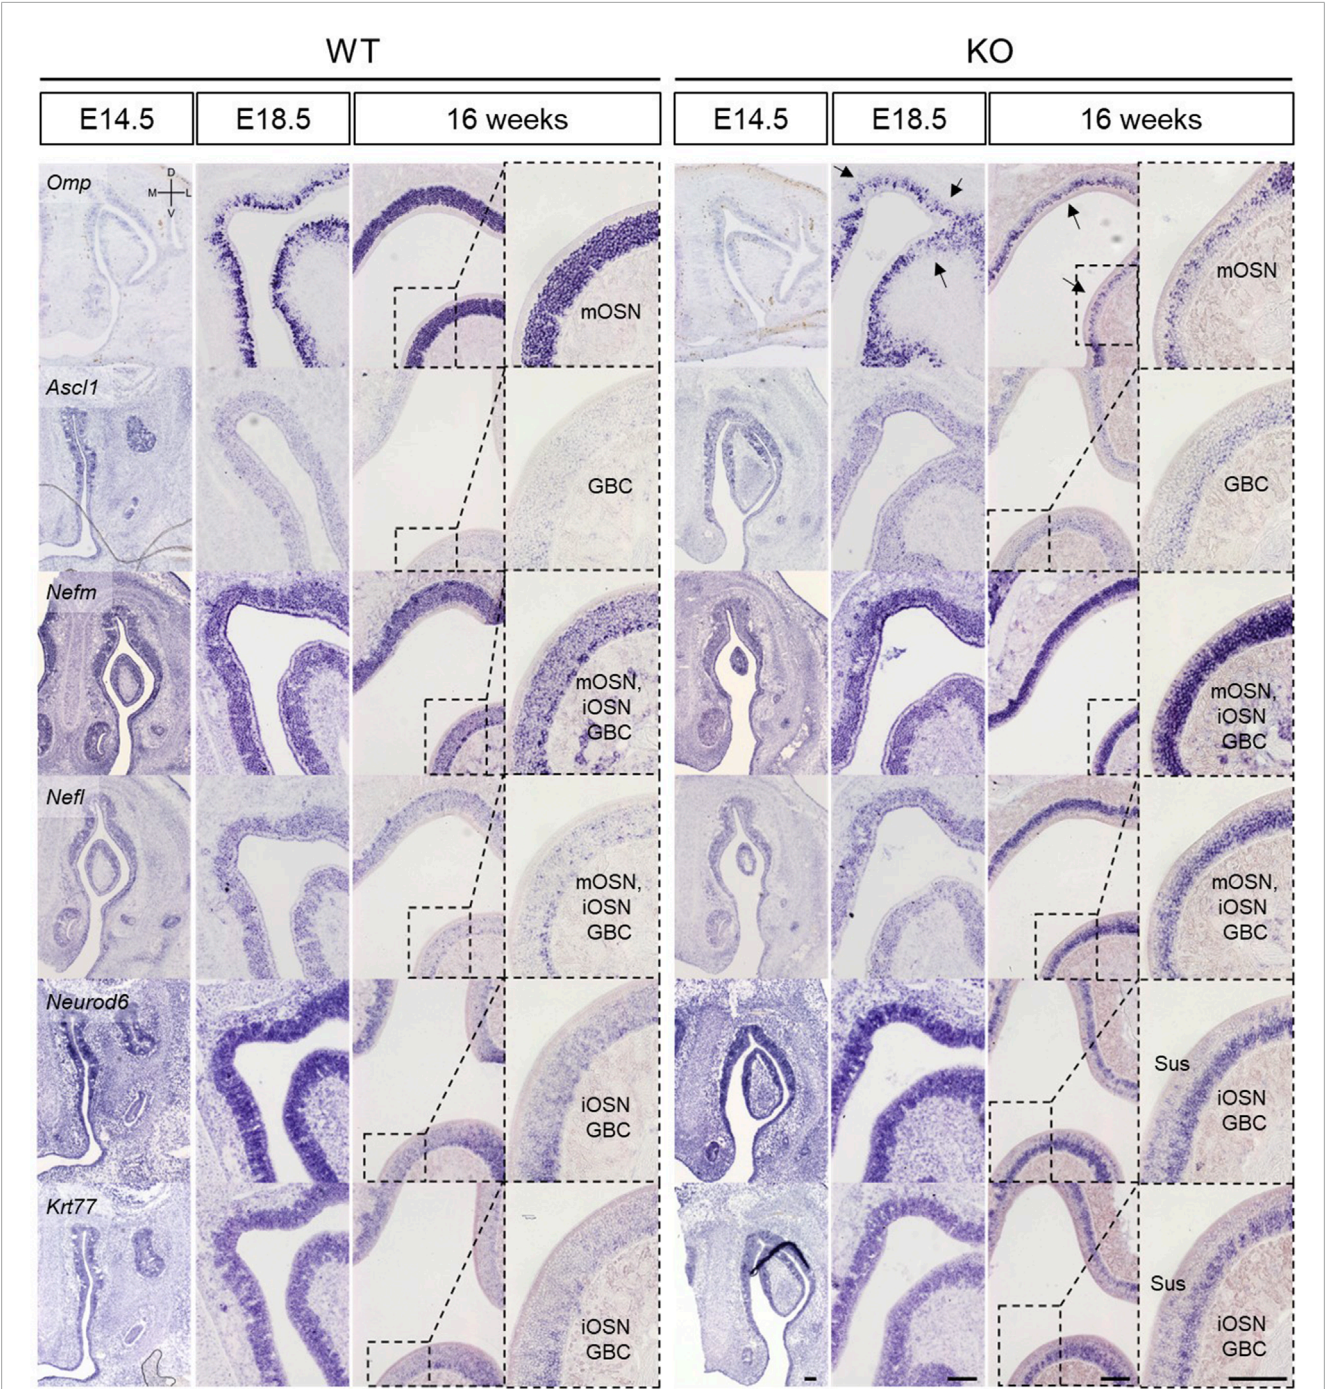 WT KO
E14.5 E18.5 16 weeks E14.5 E18.5 16 weeks
Omp
D
M L
V
mOSN mOSN
Ascl1
GBC GBC
Nefm
mOSN, mOSN,
iOSN iOSN
GBC GBC
Nefl
mOSN, mOSN,
iOSN iOSN
GBC GBC
Neurod6
Sus
iOSN iOSN
GBC GBC
Krt77
Sus
iOSN iOSN
GBC GBC